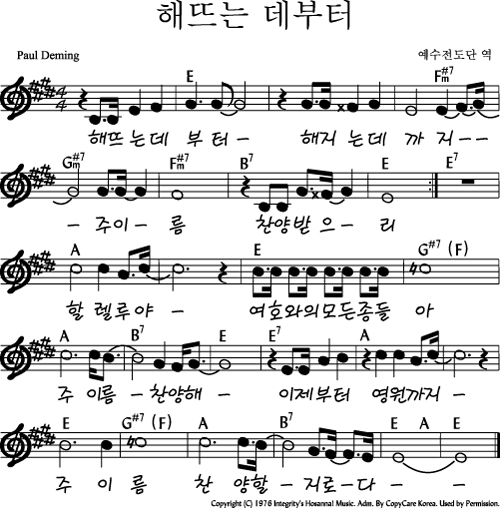 해뜨는 데부터
Paul Deming 예수전도단 역
4/4 E F#m7
해뜨 는데 부 터 - 해지 는데 까 지 - - -
G#m7 F#m7 B7 E E7
- 주이 - 름 찬양받 으 - 리
A E G#7 (F)
할 렐루야 - 여호와의모든종들 아
A B7 E E7 A
주 이름 - 찬양해 - 이제부터 영원까지 -
E G#7 (F) A B7 E A E
주 이 름 찬 양할 - 지로 - 다 - -
Copyright (C) 1976 Integrity's Hosanna! Music. Adm. By CopyCare Korea. Used by Permission.